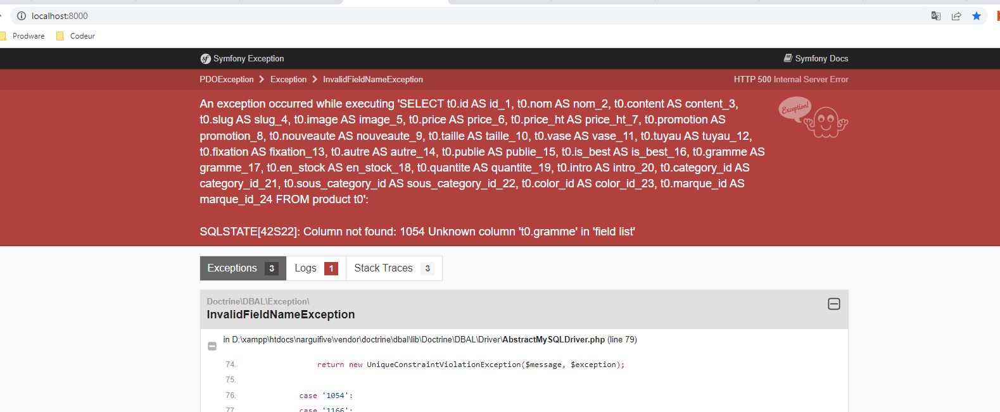 localhost:8000
Prodware Codeur
Symfony Exception Symfony Docs
PDOException Exception InvalidFieldNameException HTTP 500 Internal Server Error
An exception occurred while executing 'SELECT t0.id AS id_1, t0.nom AS nom_2, t0.content AS content_3,
t0.slug AS slug_4, t0.image AS image_5, t0.price AS price_6, t0.price_ht AS price_ht_7, t0.promotion AS
promotion_8, t0.nouveaute AS nouveaute_9, t0.taille AS taille_10, t0.vase AS vase_11, t0.tuyau AS tuyau_12,
t0.fixation AS fixation_13, t0.autre AS autre_14, t0.publie AS publie_15, t0.is_best AS is_best_16, t0.gramme AS
gramme_17, t0.en_stock AS en_stock_18, t0.quantite AS quantite_19, t0.intro AS intro_20, t0.category_id AS
category_id_21, t0.sous_category_id AS sous_category_id_22, t0.color_id AS color_id_23, t0.marque_id AS
marque_id_24 FROM product t0':
Exception!
SQLSTATE[42S22]: Column not found: 1054 Unknown column 't0.gramme' in 'field list'
Exceptions 3 Logs 1 Stack Traces 3
Doctrine\DBAL\Exception\
InvalidFieldNameException
in D:\xampp\htdocs\narguifive\vendor\doctrine\dbal\lib\Doctrine\DBAL\Driver\AbstractMySQLDriver.php (line 79)
74. return new UniqueConstraintViolationException($message, $exception);
75.
76. case '1054':
77. case '1166':